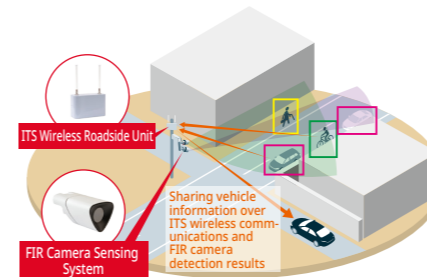 ITS Wireless Roadside Unit
Sharing vehicle
information over
ITS wireless comm-
unications and
FIR camera
detection results
FIR Camera Sensing
System